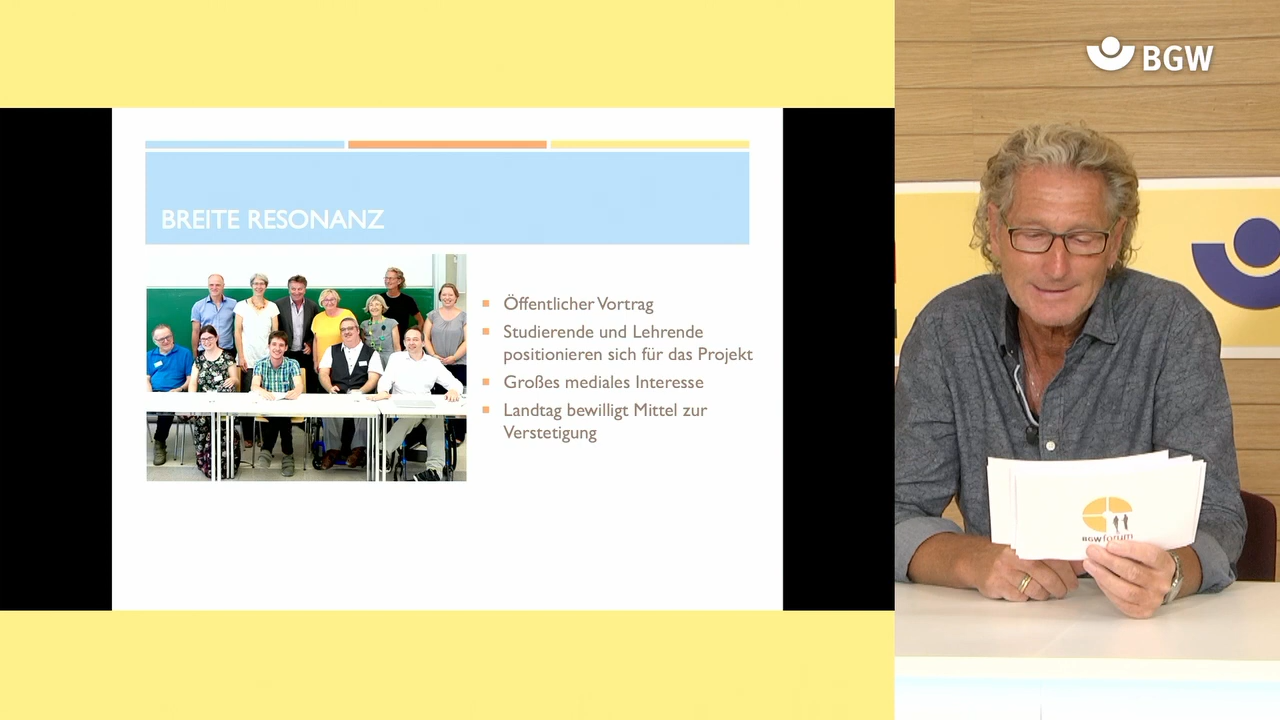 BREITE RESONANZ
Öffentlicher Vortrag
Studierende und Lehrende
positionieren sich für das Projekt
Großes mediales Interesse
Landtag bewilligt Mittel zur
Verstetigung
BGW
BGWforum